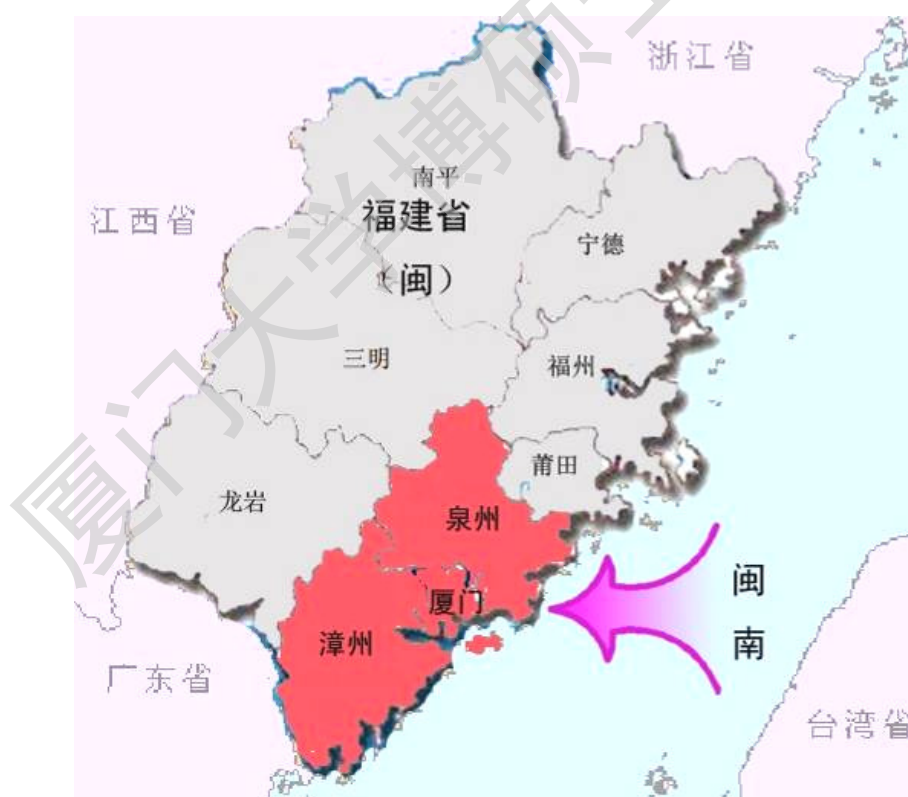 浙江省
南平
江西省
福建省
宁德
（闽）
三明
福州
莆田
龙岩
泉州
闽
南
厦门
漳州
广东省
台湾省
厦门大学博硕士